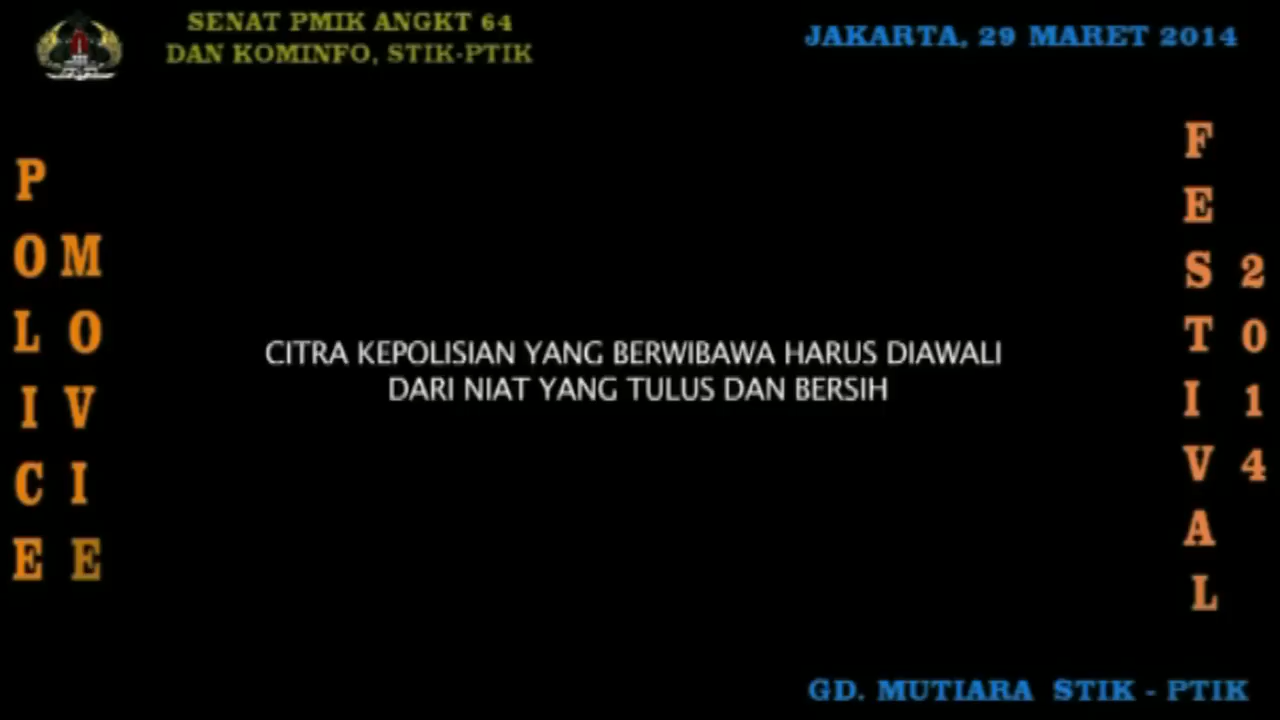 SENAT PMIK ANGKT 64
DAN KOMINFO, STIK-PTIK
JAKARTA, 29 MARET 2014
POLICE
MOVIE
CITRA KEPOLISIAN YANG BERWIBAWA HARUS DIAWALI
DARI NIAT YANG TULUS DAN BERSIH
FESTIVAL
2014
GD. MUTIARA STIK - PTIK